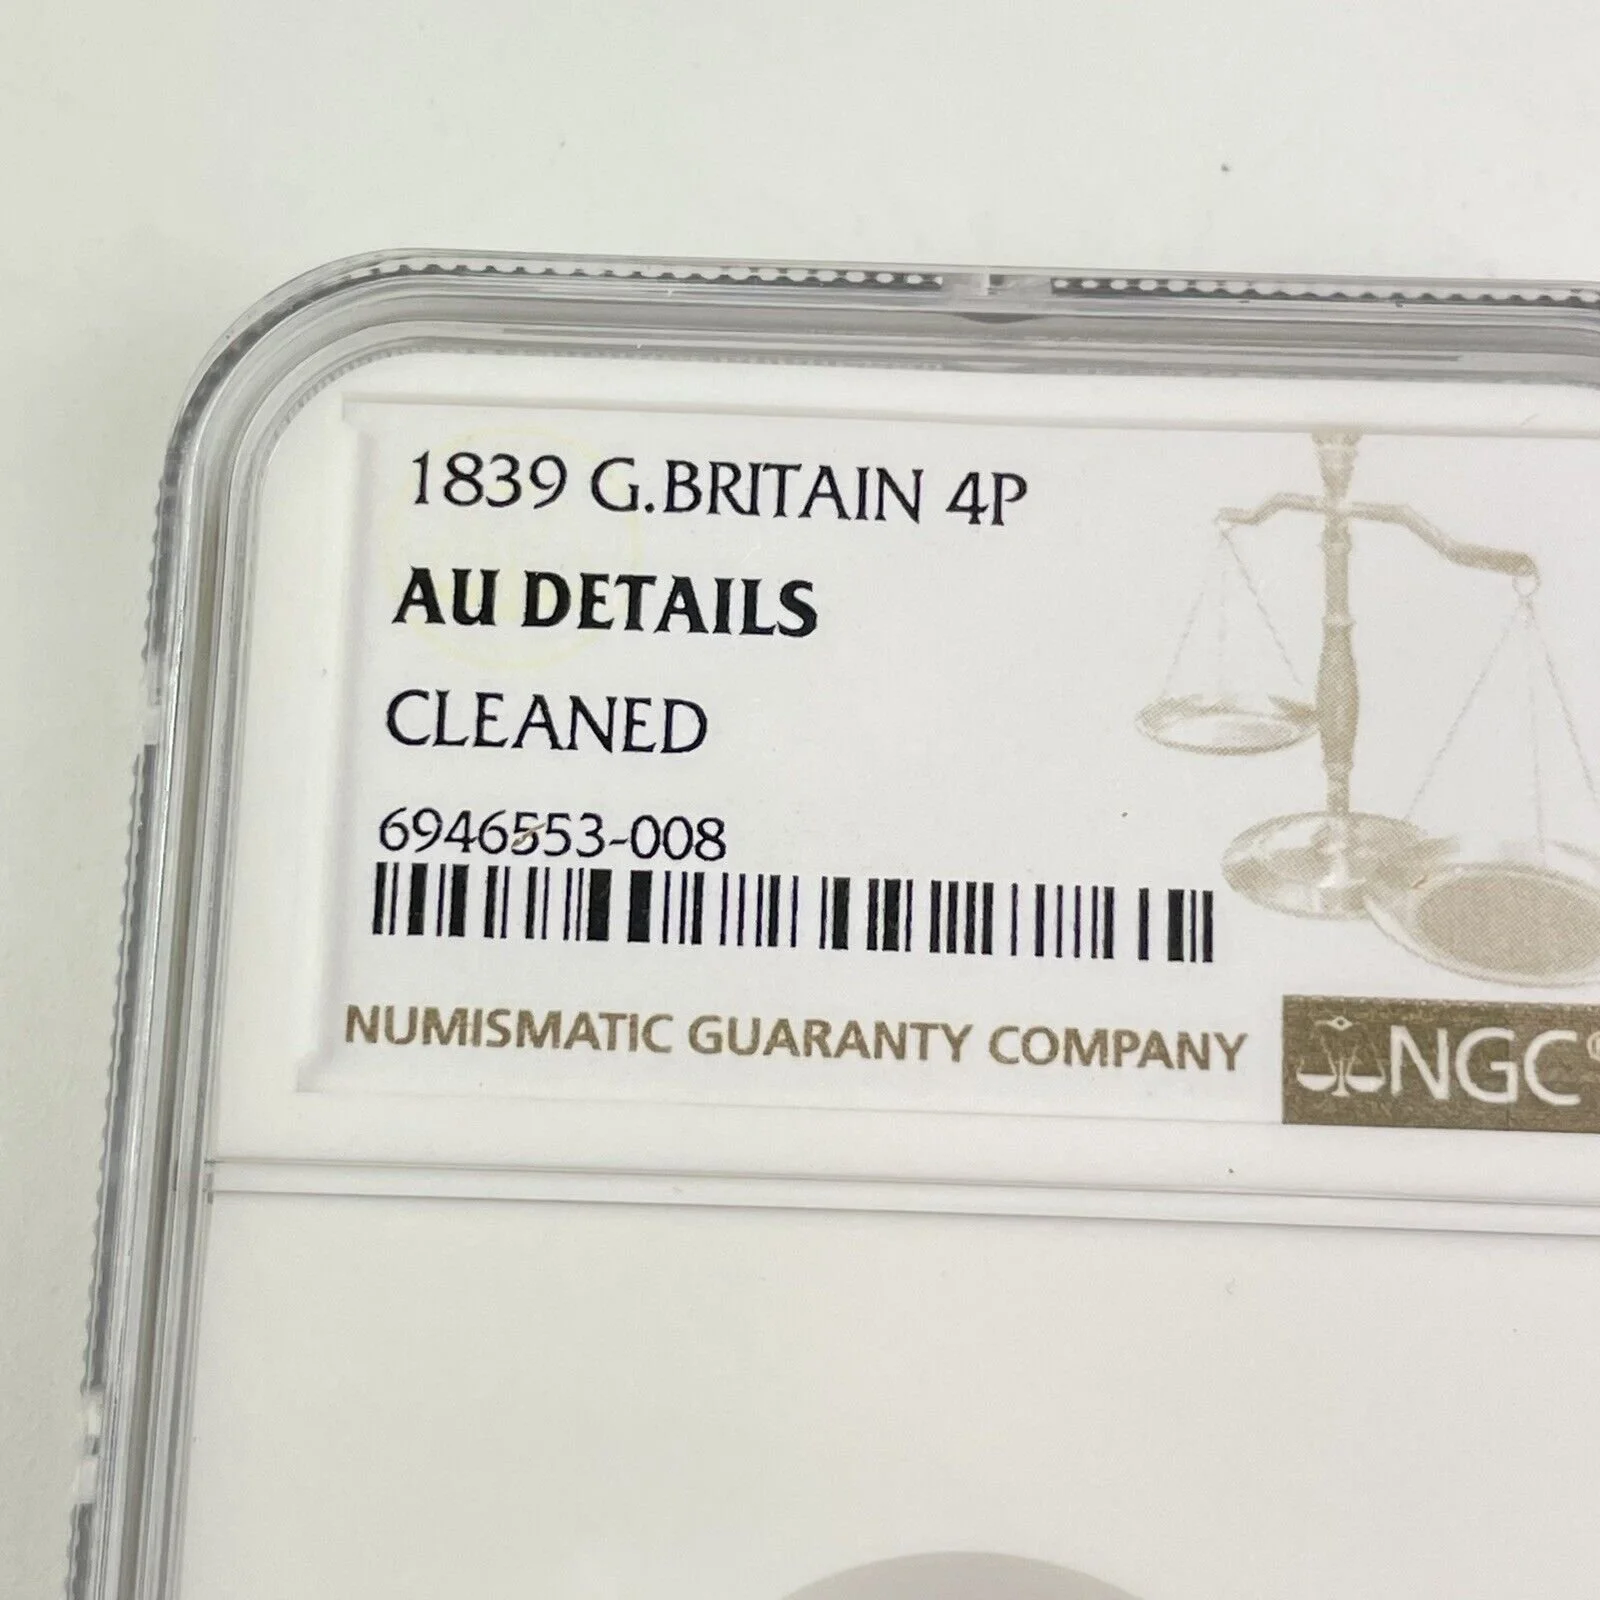 1839 G.BRITAIN 4P
AU DETAILS
CLEANED
6946553-008
NUMISMATIC GUARANTY COMPANY
NGC®